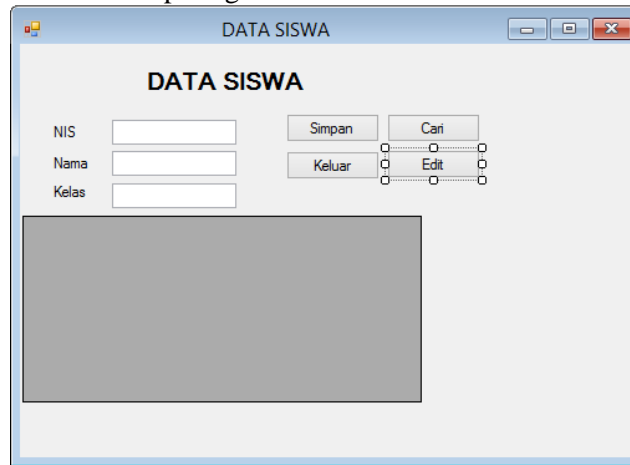 DATA SISWA
DATA SISWA
NIS
Simpan Cari
Nama
Keluar Edit
Kelas